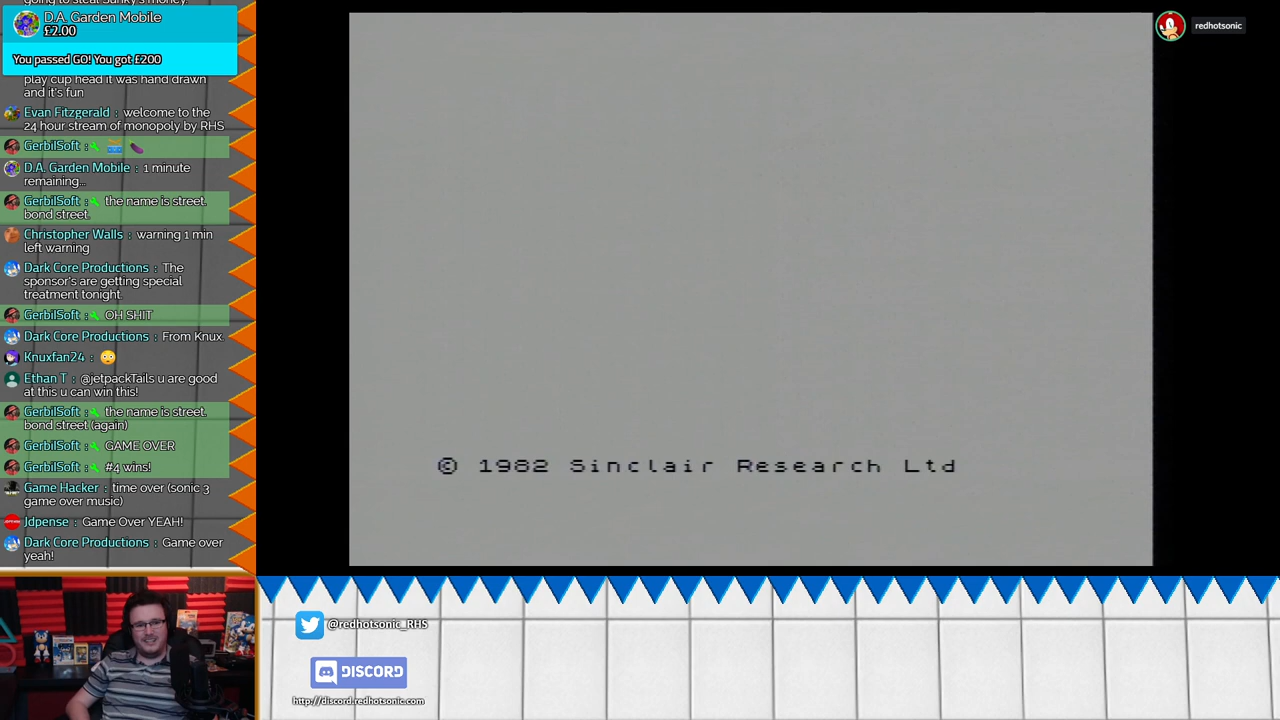 going to steal Sunky's money.
D.A. Garden Mobile
£2.00
You passed GO! You got £200
play cup head it was hand drawn
and it's fun
Evan Fitzgerald : welcome to the
24 hour stream of monopoly by RHS
GerbilSoft :
D.A. Garden Mobile : 1 minute
remaining...
GerbilSoft : the name is street.
bond street.
Christopher Walls : warning 1 min
left warning
Dark Core Productions : The
sponsor's are getting special
treatment tonight.
GerbilSoft : OH SHIT
Dark Core Productions : From Knux.
Knuxfan24 :
Ethan T : @jetpackTails u are good
at this u can win this!
GerbilSoft : the name is street.
bond street (again)
GerbilSoft : GAME OVER
GerbilSoft : #4 wins!
Game Hacker : time over (sonic 3
game over music)
Jdpense : Game Over YEAH!
Dark Core Productions : Game over
yeah!
redhotsonic
© 1982 Sinclair Research Ltd
@redhotsonic_RHS
DISCORD
http://discord.redhotsonic.com